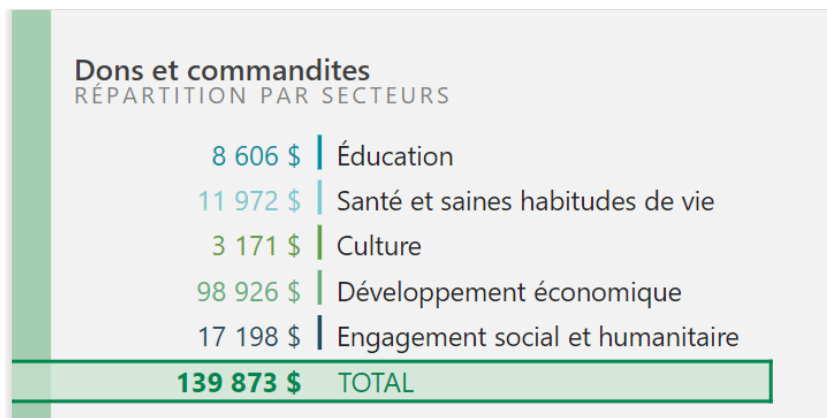 Dons et commandites
RÉPARTITION PAR SECTEURS
8 606 $ Éducation
11 972 $ Santé et saines habitudes de vie
3 171 $ Culture
98 926 $ Développement économique
17 198 $ Engagement social et humanitaire
139 873 $ TOTAL